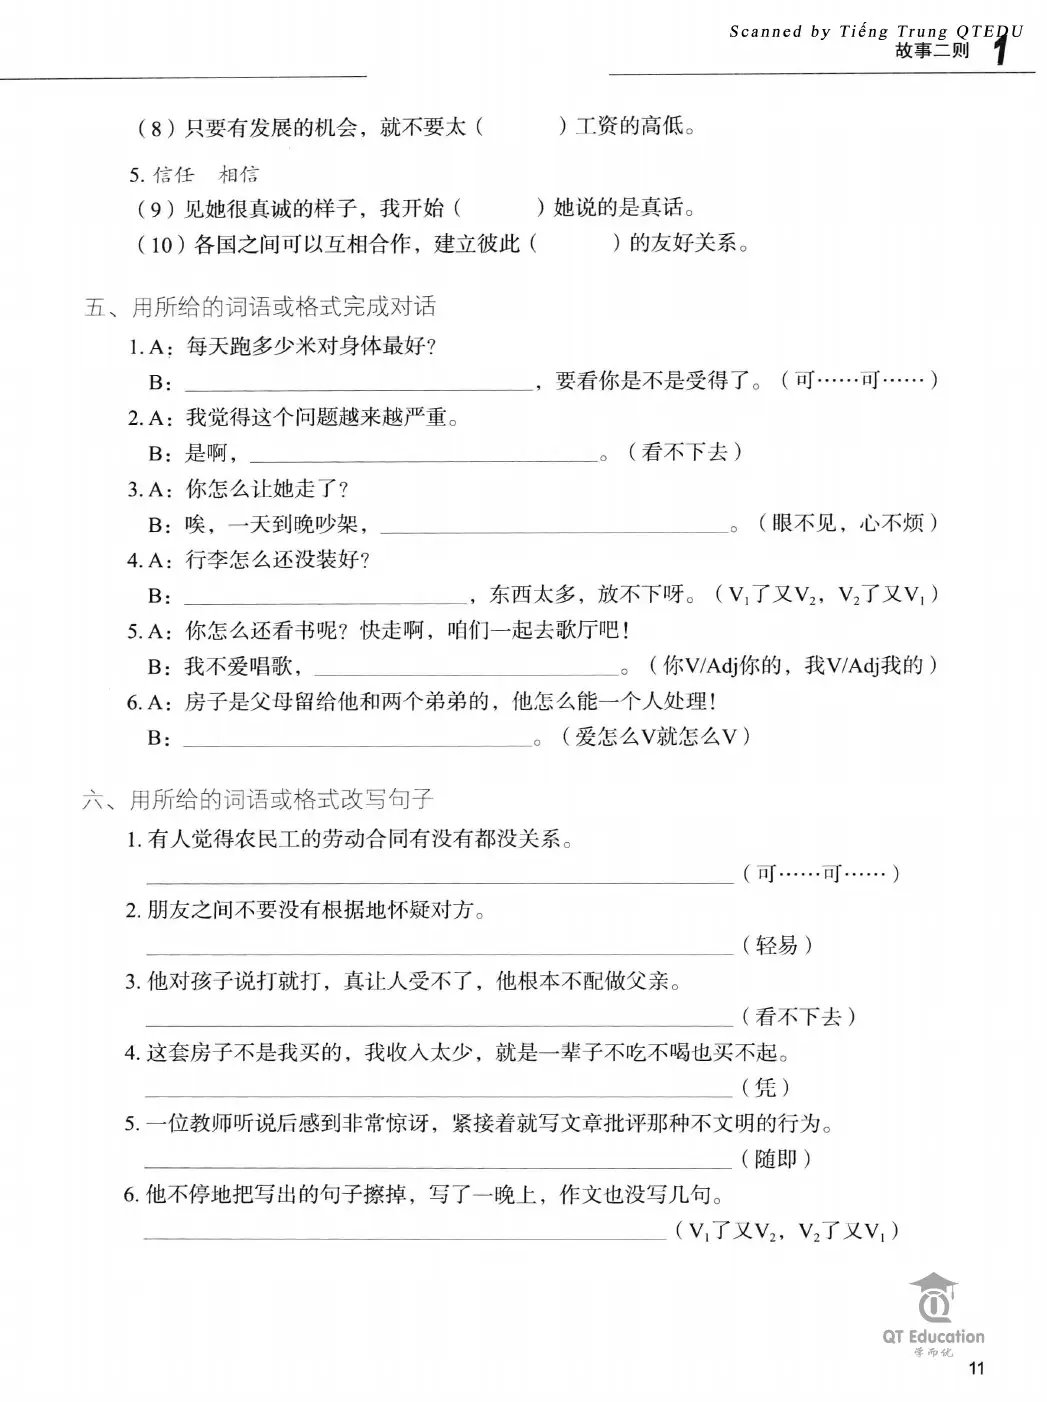 Scanned by Tiếng Trung QTEDU
故事二则 1
（8）只要有发展的机会，就不要太（　　　）工资的高低。
5. 信任　相信
（9）见她很真诚的样子，我开始（　　　）她说的是真话。
（10）各国之间可以互相合作，建立彼此（　　　）的友好关系。
五、用所给的词语或格式完成对话
1. A：每天跑多少米对身体最好？
B：________________，要看你是不是受得了。（可……可……）
2. A：我觉得这个问题越来越严重。
B：是啊，________________。（看不下去）
3. A：你怎么让她走了？
B：唉，一天到晚吵架，________________。（眼不见，心不烦）
4. A：行李怎么还没装好？
B：________________，东西太多，放不下呀。（V₁了又V₂，V₂了又V₁）
5. A：你怎么还看书呢？快走啊，咱们一起去歌厅吧！
B：我不爱唱歌，________________。（你V/Adj你的，我V/Adj我的）
6. A：房子是父母留给他和两个弟弟的，他怎么能一个人处理！
B：________________。（爱怎么V就怎么V）
六、用所给的词语或格式改写句子
1. 有人觉得农民工的劳动合同有没有都没关系。
________________（可……可……）
2. 朋友之间不要没有根据地怀疑对方。
________________（轻易）
3. 他对孩子说打就打，真让人受不了，他根本不配做父亲。
________________（看不下去）
4. 这套房子不是我买的，我收入太少，就是一辈子不吃不喝也买不起。
________________（凭）
5. 一位教师听说后感到非常惊讶，紧接着就写文章批评那种不文明的行为。
________________（随即）
6. 他不停地把写出的句子擦掉，写了一晚上，作文也没写几句。
________________（V₁了又V₂，V₂了又V₁）
QT Education
学而优
11